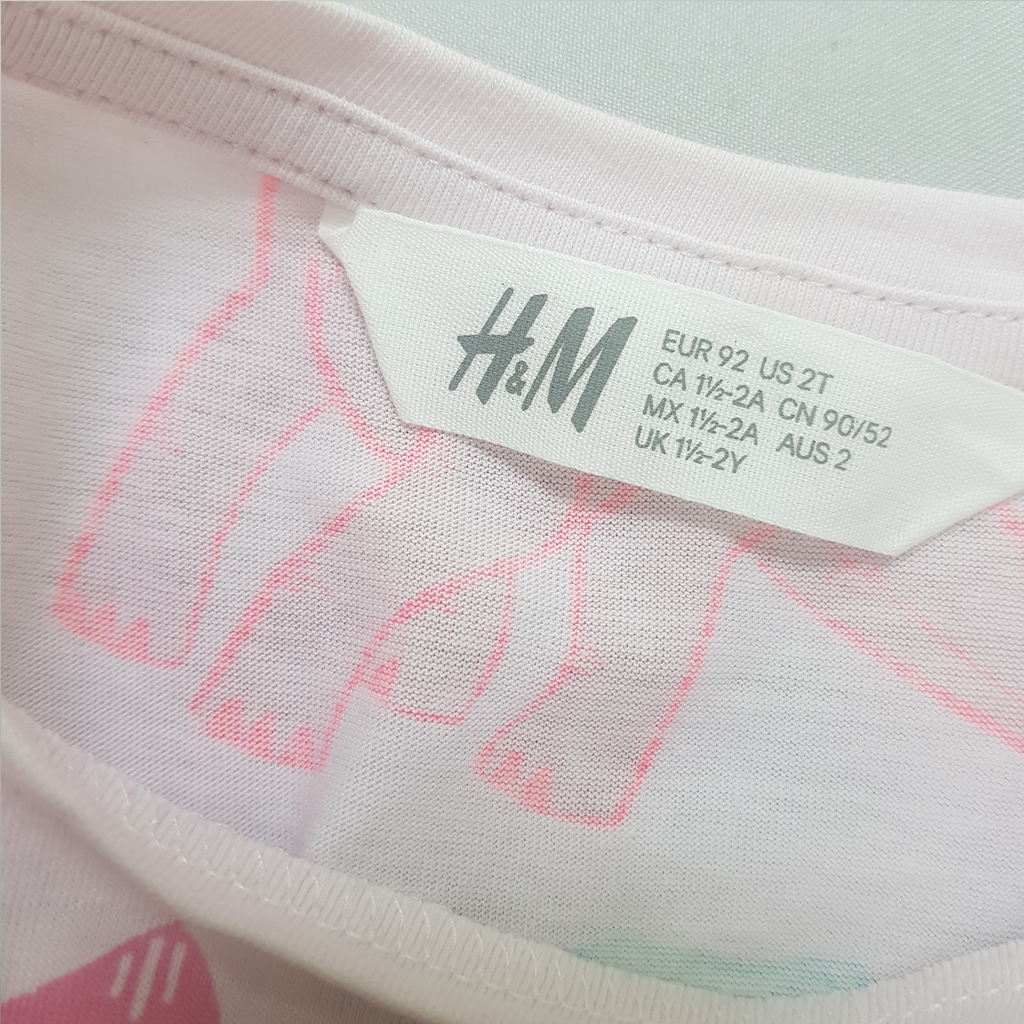 H&M
EUR 92 US 2T
CA 1½-2A CN 90/52
MX 1½-2A AUS 2
UK 1½-2Y